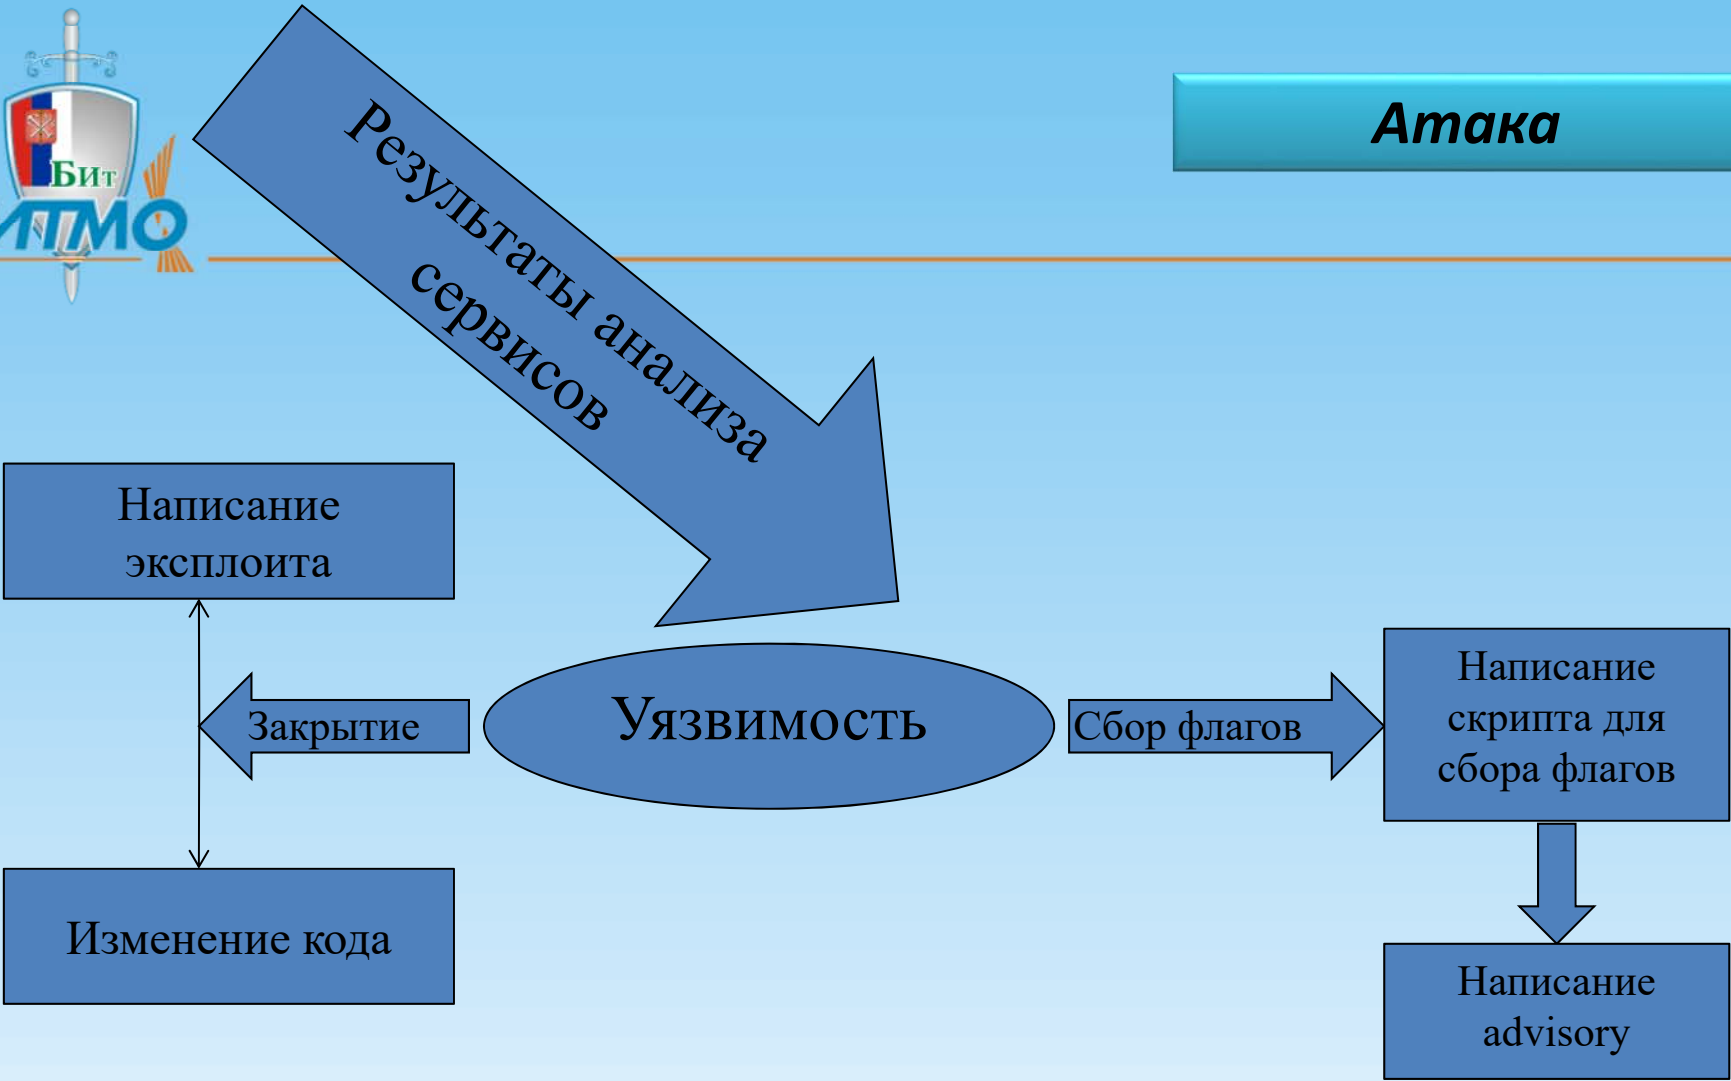 Атака
БИТ
ИТМО
Результаты анализа
сервисов
Написание
эксплоита
Закрытие
Уязвимость
Сбор флагов
Написание
скрипта для
сбора флагов
Изменение кода
Написание
advisory